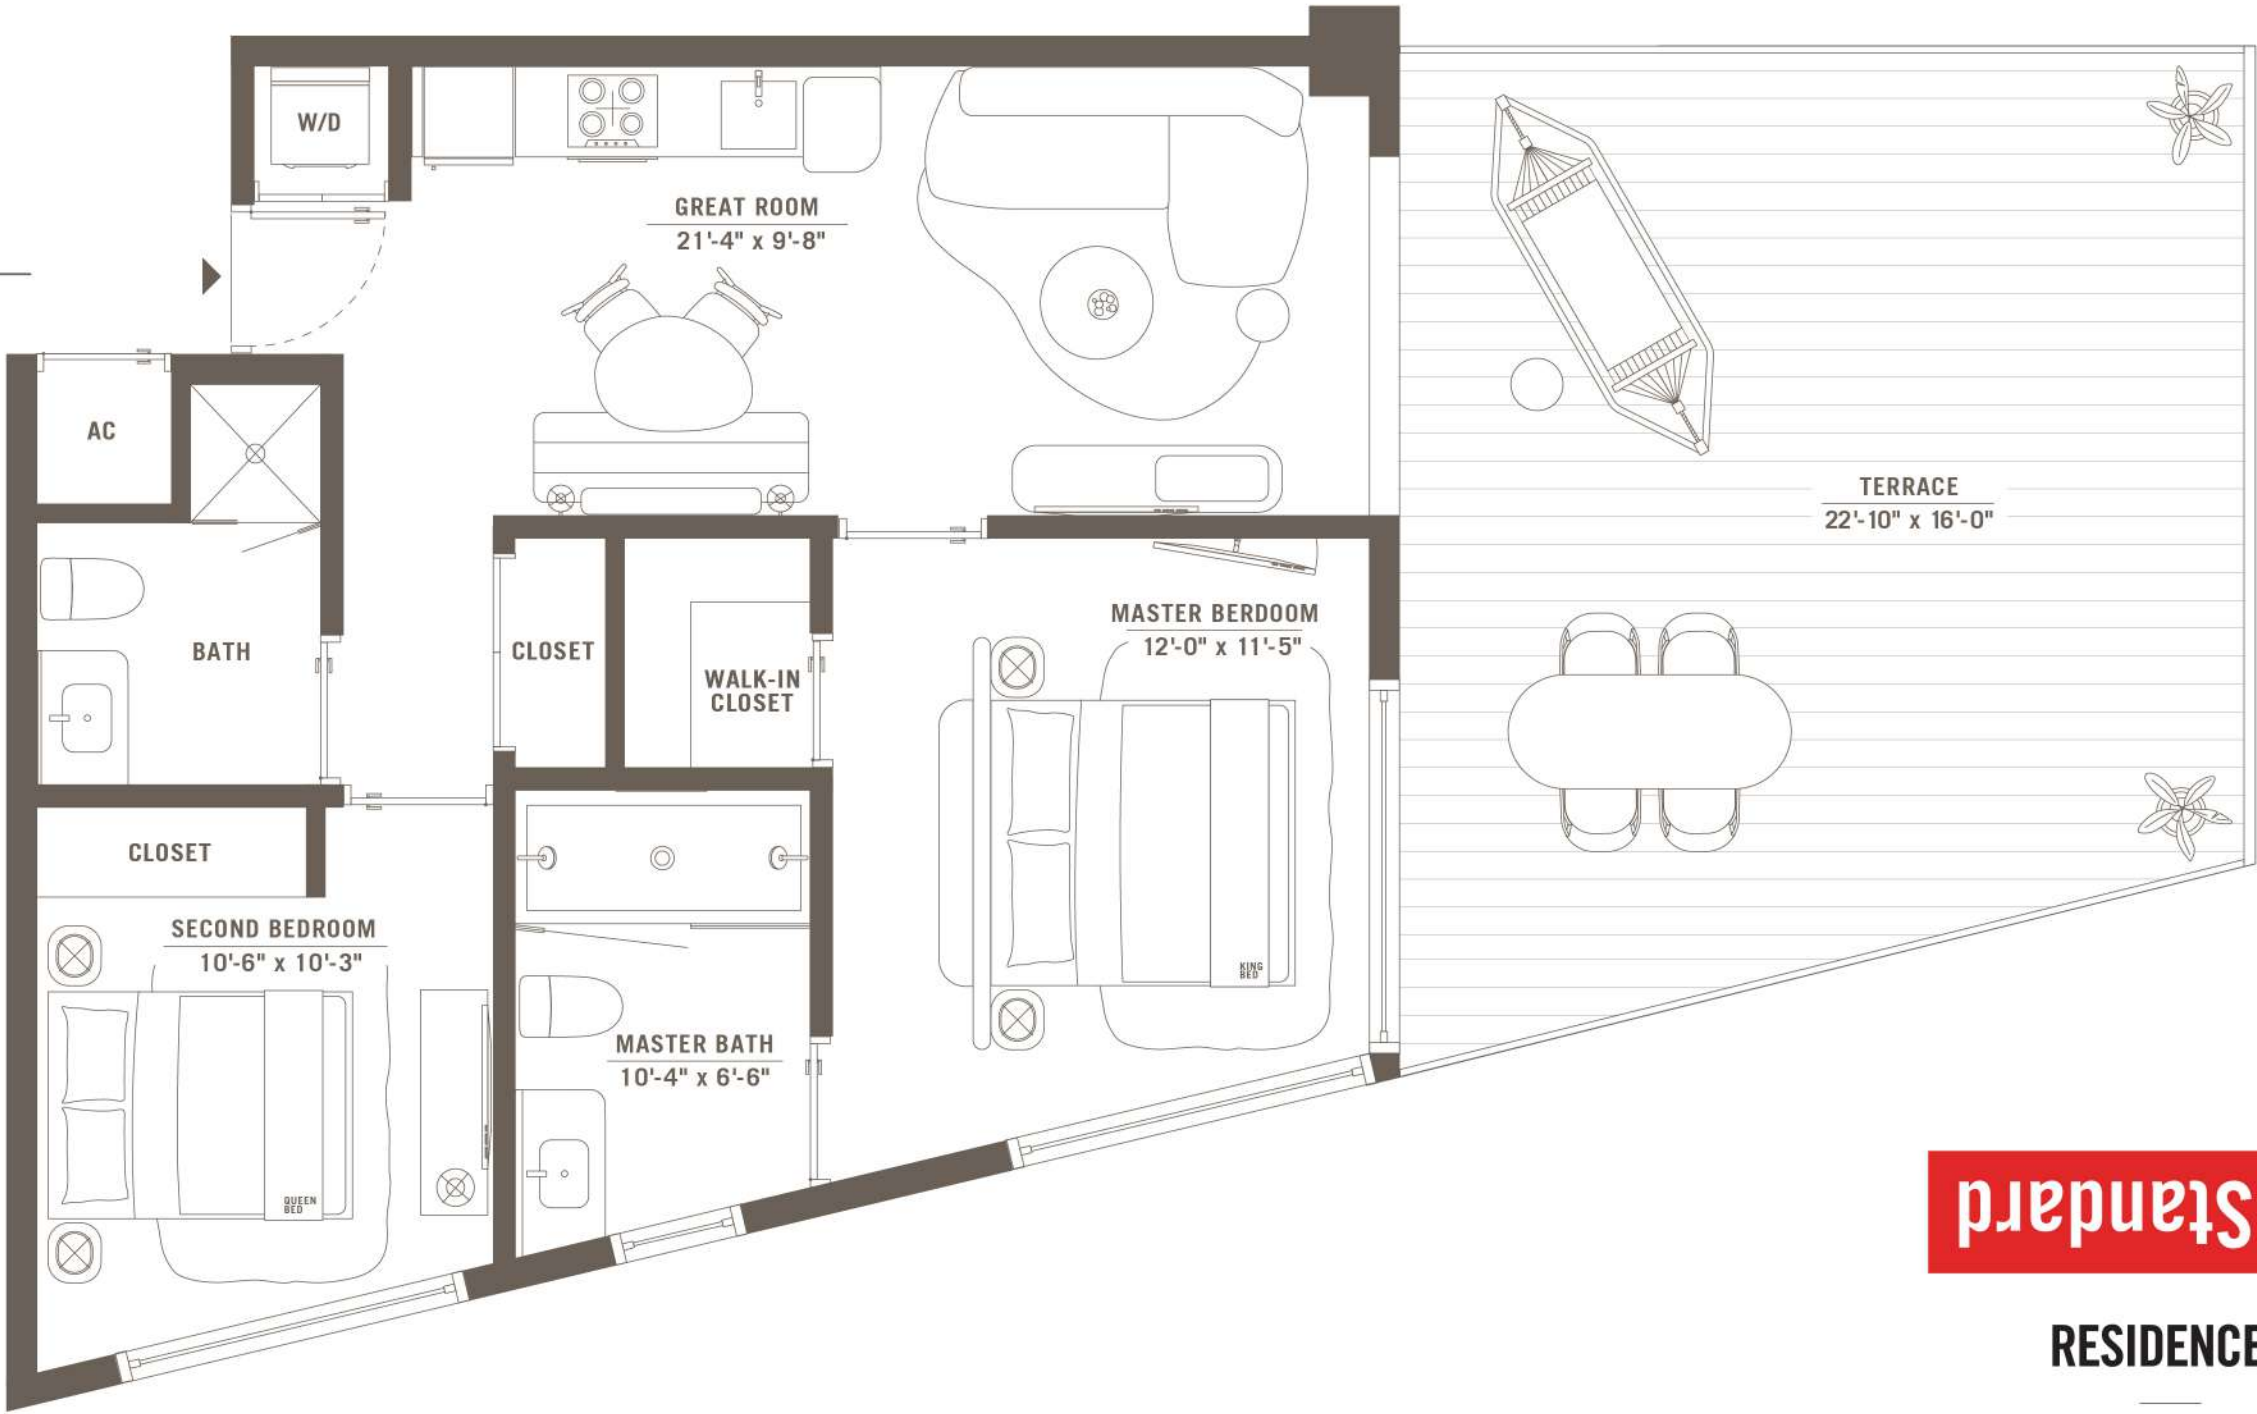 W/D
GREAT ROOM
21'-4" x 9'-8"
AC
TERRACE
22'-10" x 16'-0"
BATH
CLOSET
WALK-IN
CLOSET
MASTER BERDOOM
12'-0" x 11'-5"
CLOSET
SECOND BEDROOM
10'-6" x 10'-3"
KING
BED
MASTER BATH
10'-4" x 6'-6"
QUEEN
BED
Standard
RESIDENCE